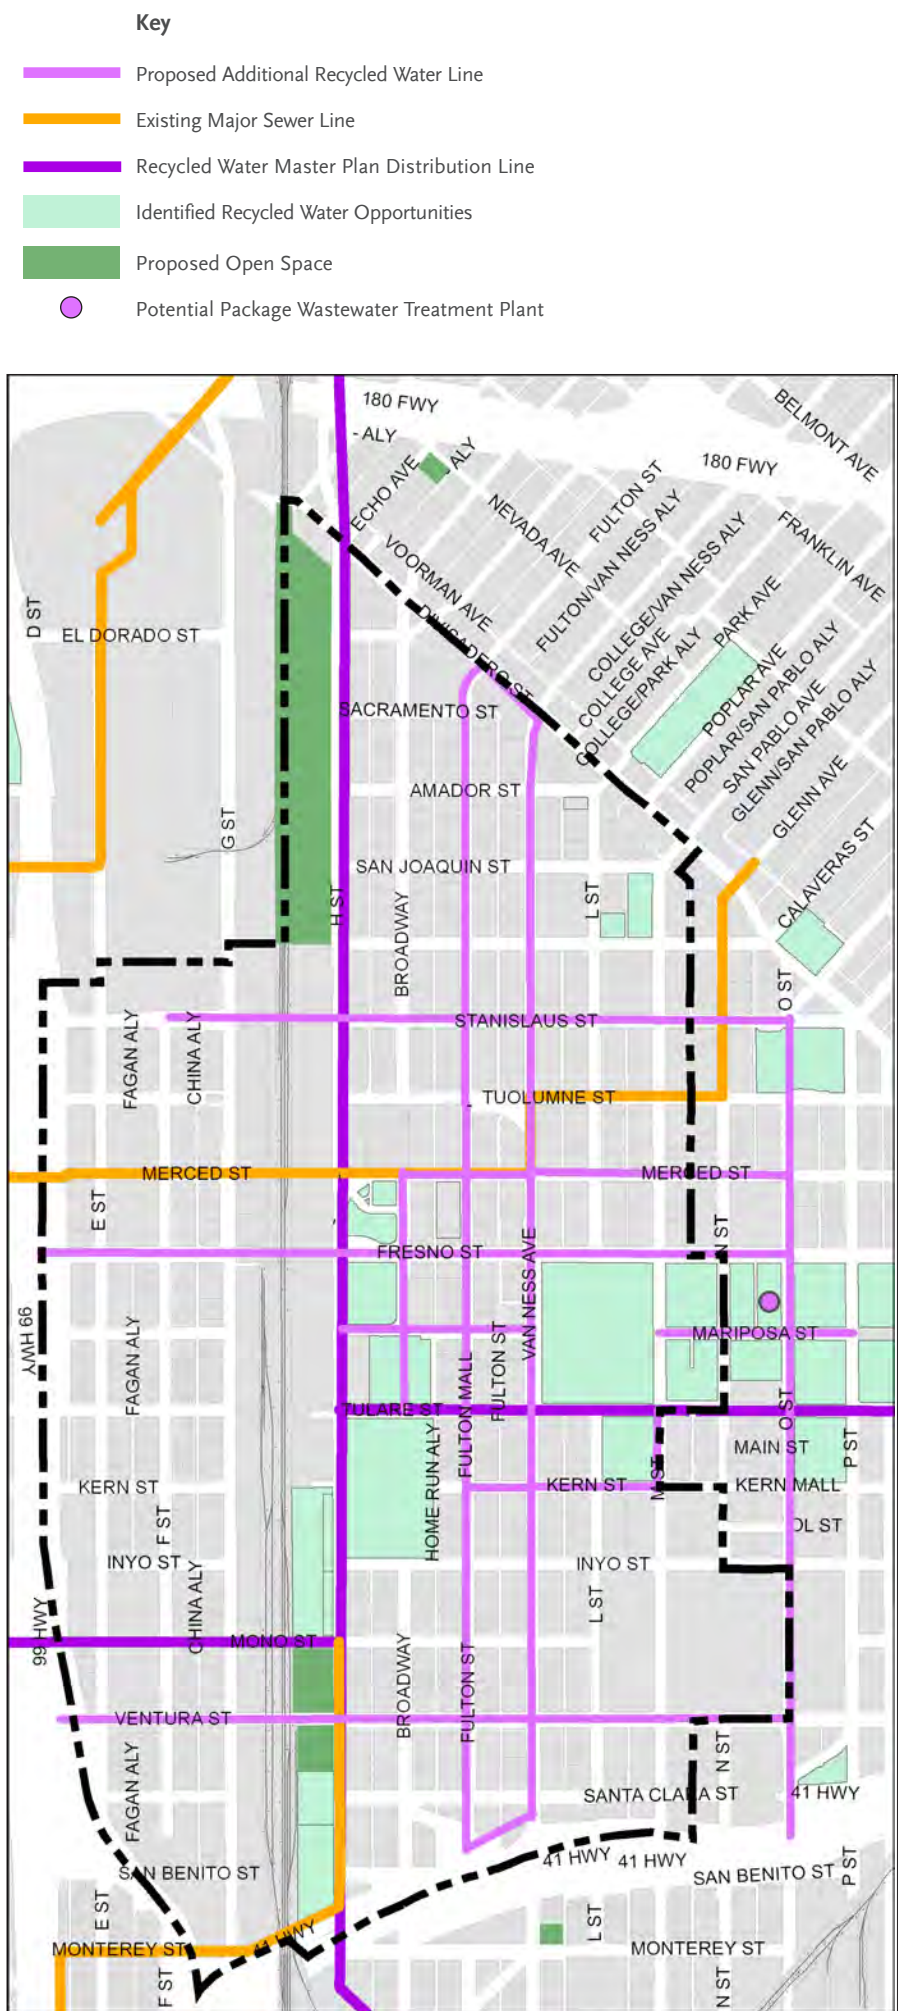 Key
Proposed Additional Recycled Water Line
Existing Major Sewer Line
Recycled Water Master Plan Distribution Line
Identified Recycled Water Opportunities
Proposed Open Space
Potential Package Wastewater Treatment Plant
180 FWY
BELMONT AVE
- ALY
ALY
180 FWY
ECHO AVE
FULTON ST
NEVADA AVE
FULTON/VAN NESS ALY
FRANKLIN AVE
VOORMAN AVE
COLLEGE/VAN NESS ALY
PARK AVE
D ST
EL DORADO ST
DIVISADERO ST
COLLEGE AVE
COLLEGE/PARK ALY
POPLAR AVE
POPLAR/SAN PABLO ALY
SACRAMENTO ST
SAN PABLO AVE
GLENN/SAN PABLO ALY
AMADOR ST
GLENN AVE
G ST
SAN JOAQUIN ST
CALAVERAS ST
H ST
L ST
BROADWAY
O ST
STANISLAUS ST
FAGAN ALY
CHINA ALY
TUOLUMNE ST
MERCED ST
MERCED ST
E ST
N ST
FRESNO ST
VAN NESS AVE
99 HWY
FAGAN ALY
FULTON ST
MARIPOSA ST
FULTON MALL
TULARE ST
O ST
HOME RUN ALY
MAIN ST
P ST
KERN ST
KERN ST
M ST
KERN MALL
F ST
OL ST
INYO ST
INYO ST
CHINA ALY
L ST
99 HWY
MONO ST
BROADWAY
FULTON ST
VENTURA ST
FAGAN ALY
N ST
SANTA CLARA ST
41 HWY
SAN BENITO ST
41 HWY
41 HWY
SAN BENITO ST
P ST
E ST
L ST
41 HWY
MONTEREY ST
MONTEREY ST
F ST
N ST